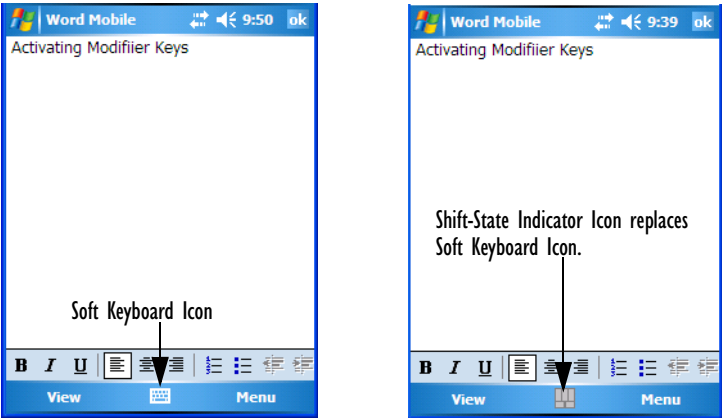 Word Mobile 9:50 ok
Activating Modifiier Keys
Soft Keyboard Icon
B I U
View Menu
Word Mobile 9:39 ok
Activating Modifiier Keys
Shift-State Indicator Icon replaces
Soft Keyboard Icon.
B I U
View Menu